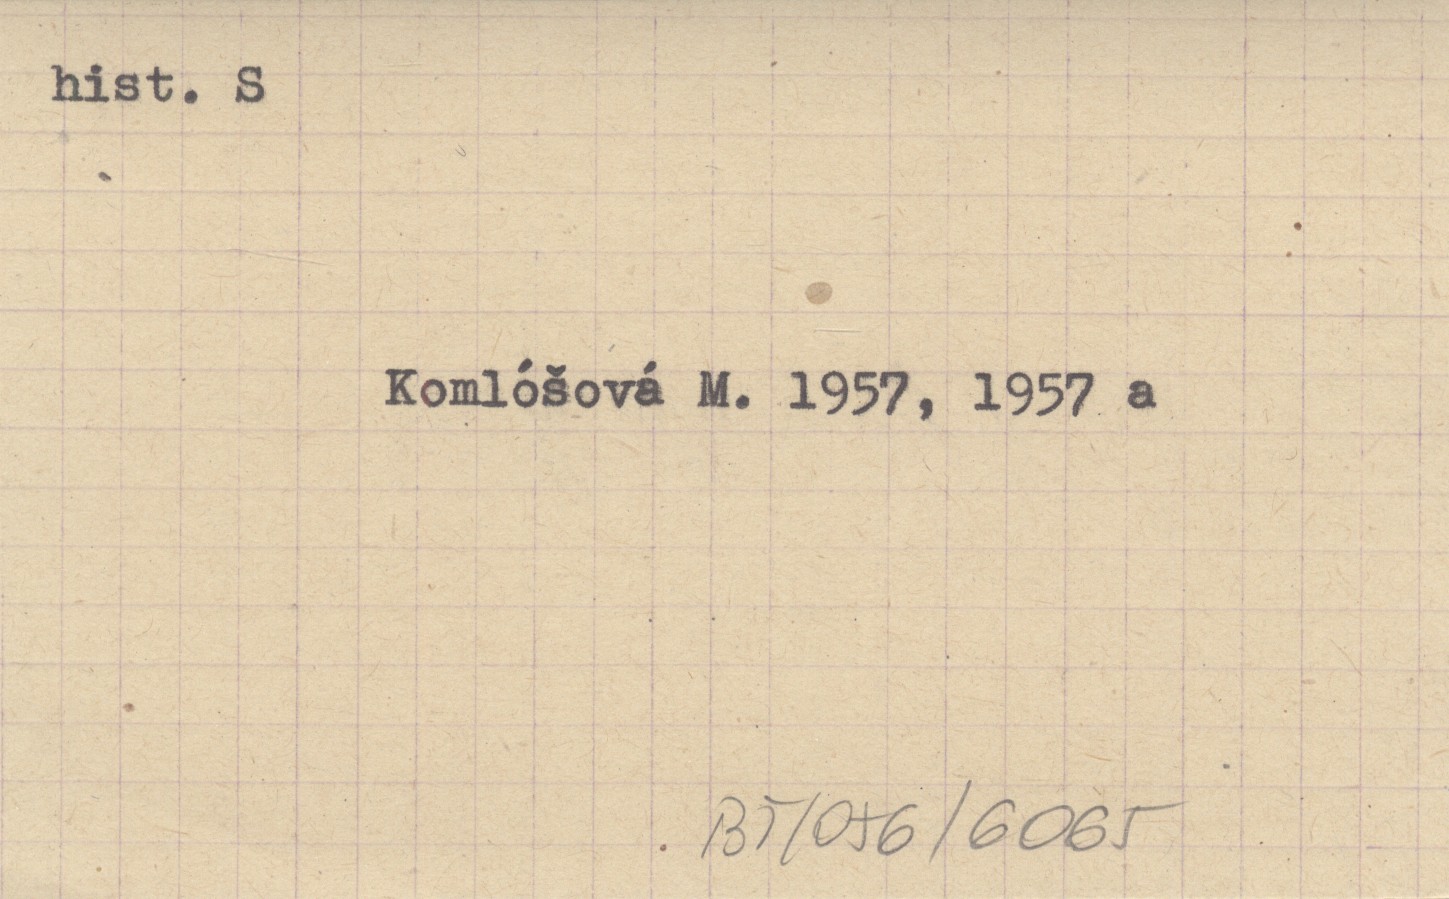 hist. S
Komlóšová M. 1957, 1957 a
BT/056/6065